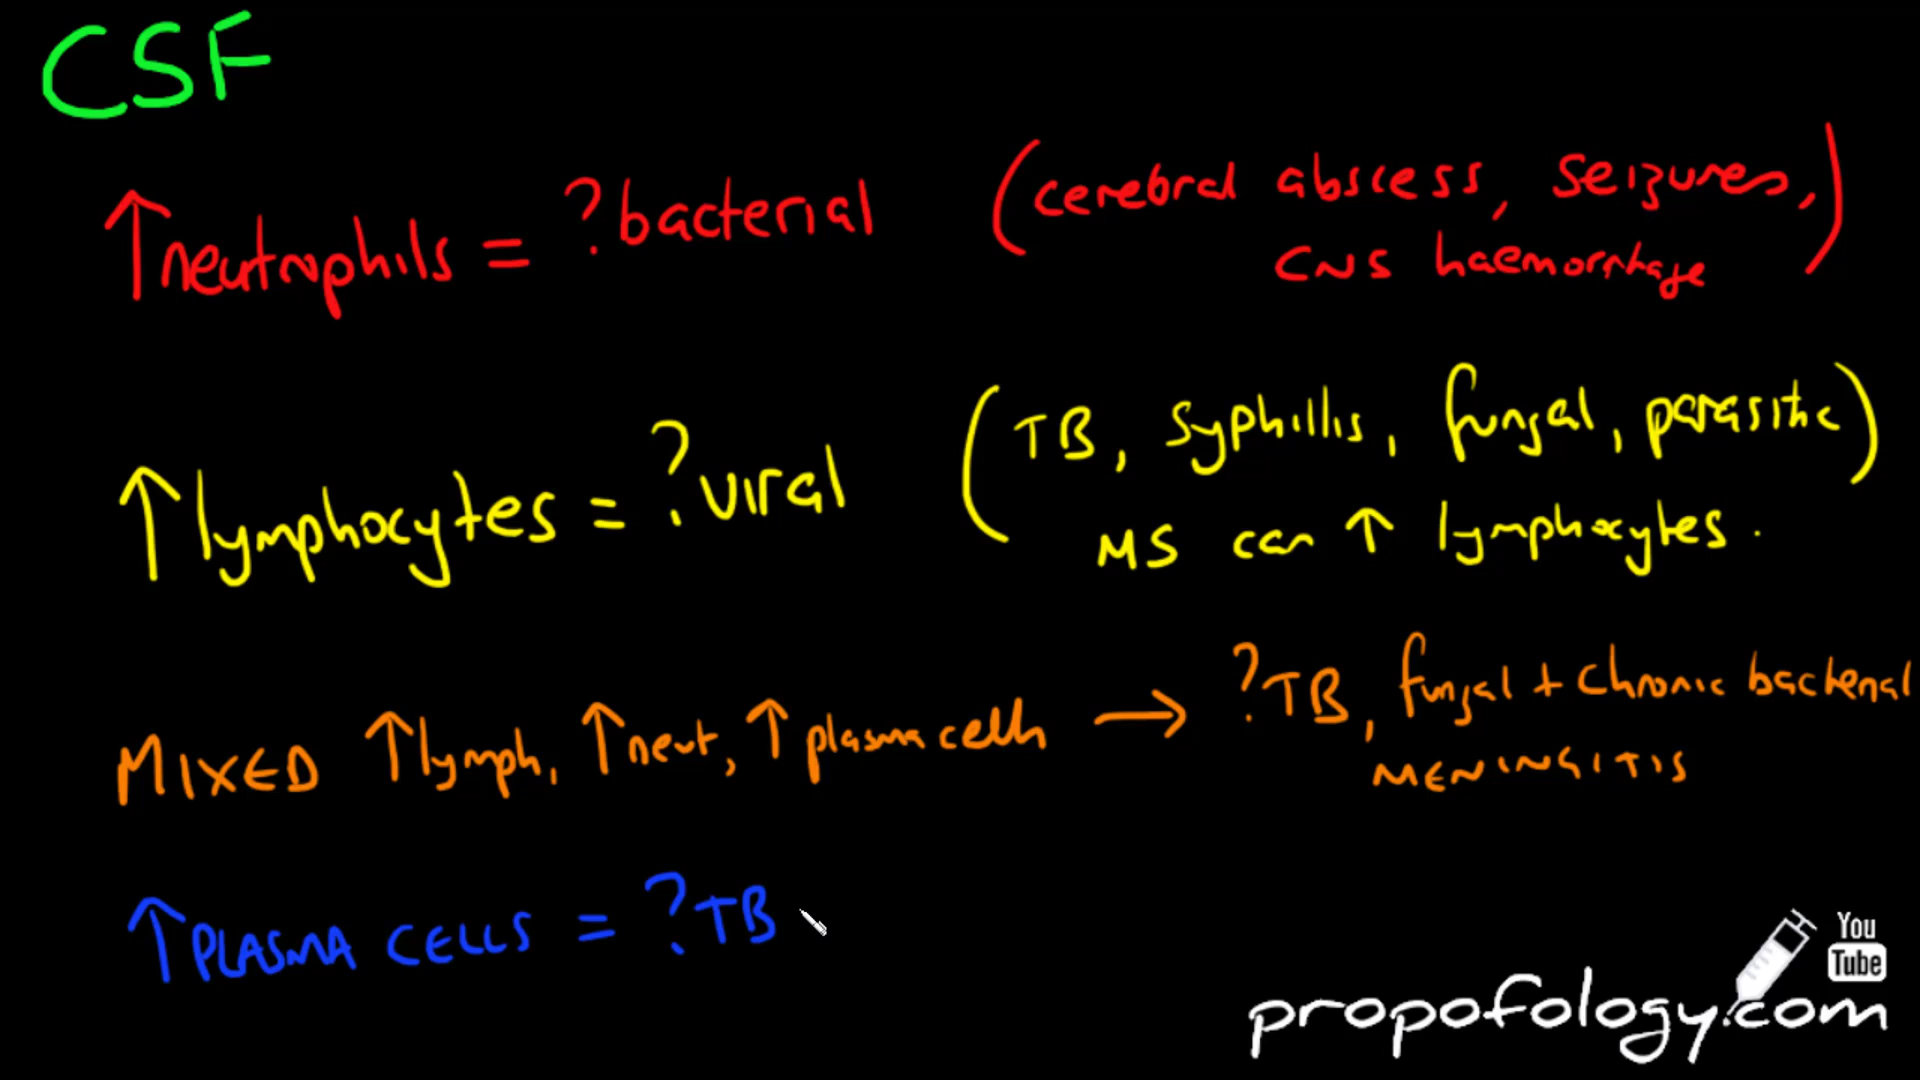 CSF
↑neutrophils = ?bacterial (cerebral abscess, seizures,)
CNS haemorrhage
↑lymphocytes = ?viral (TB, syphillis, fungal, parasitic)
MS can ↑ lymphocytes.
MIXED ↑lymph, ↑neut, ↑plasma cells → ?TB, fungal + chronic bacterial
MENINGITIS
↑PLASMA CELLS = ?TB
You
Tube
propofology.com